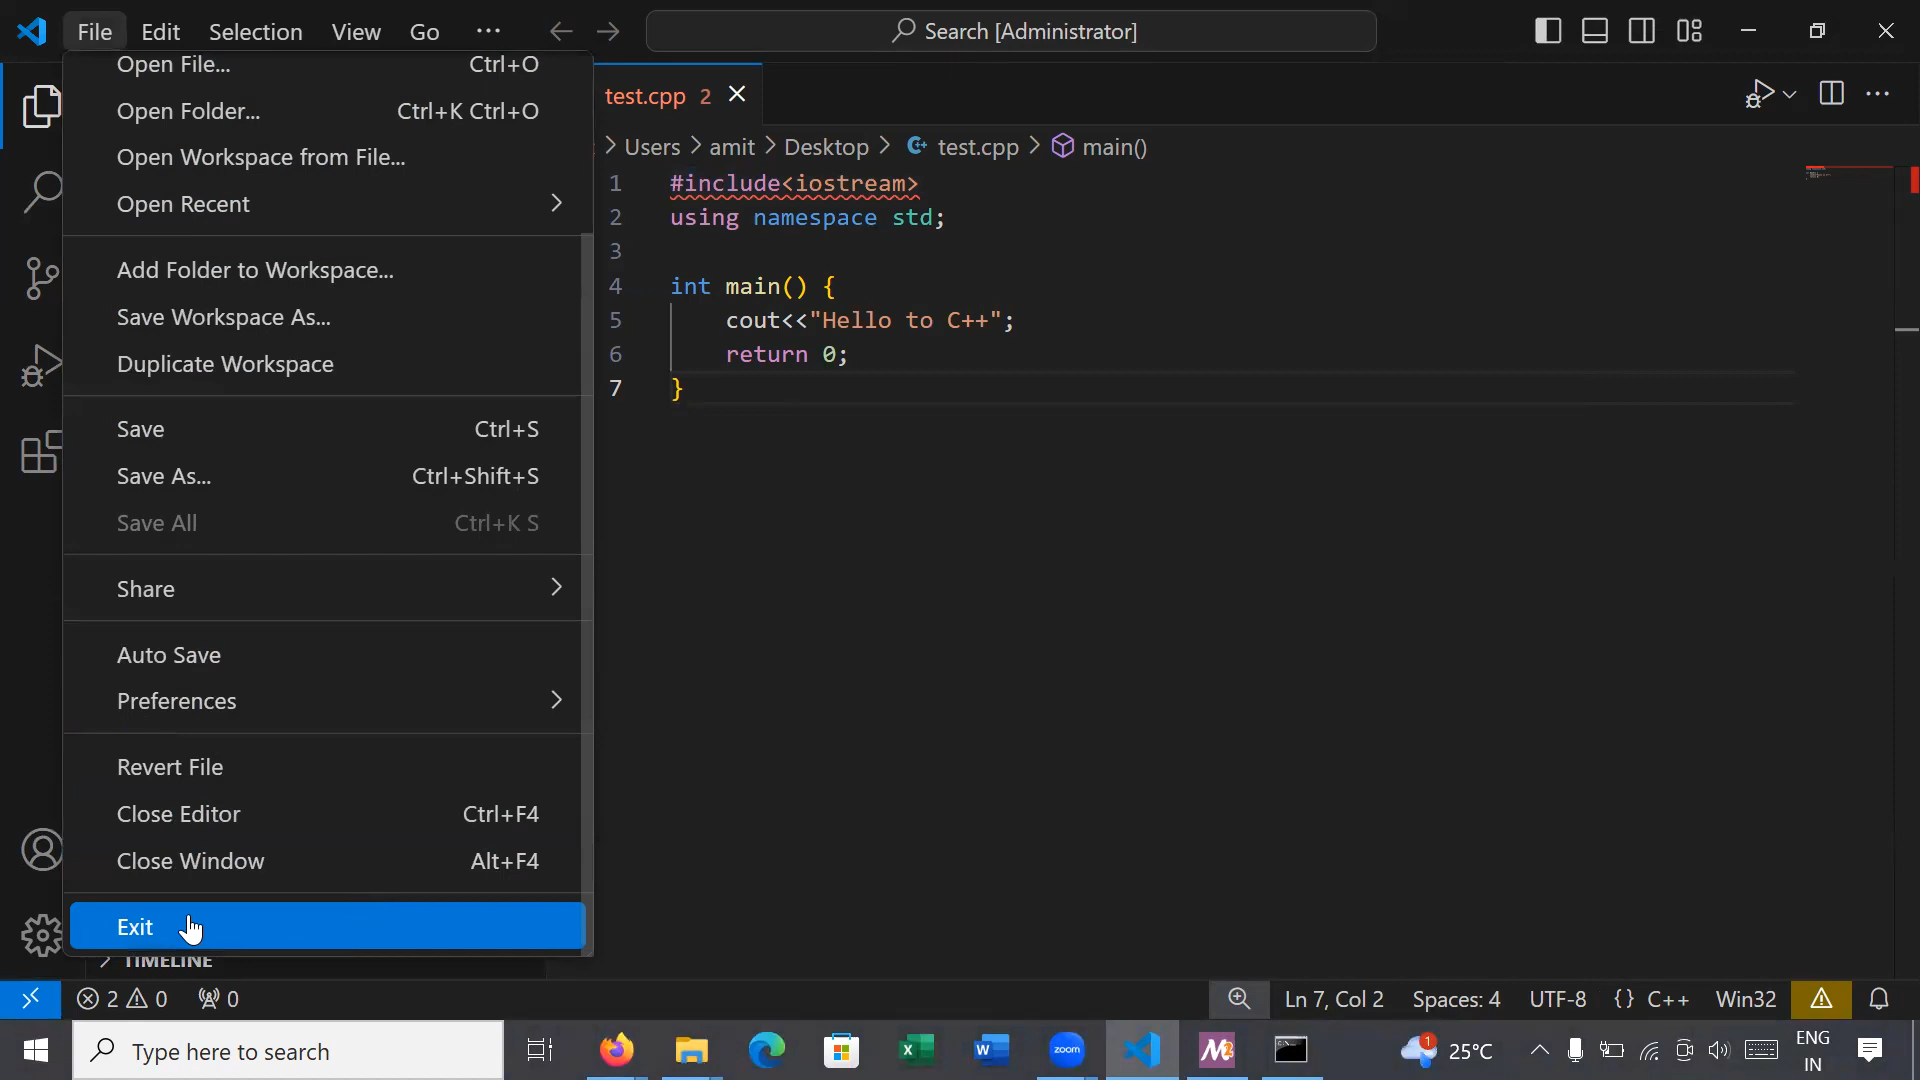 File Edit Selection View Go ···
Search [Administrator]
Open File... Ctrl+O
Open Folder... Ctrl+K Ctrl+O
Open Workspace from File...
Open Recent
Add Folder to Workspace...
Save Workspace As...
Duplicate Workspace
Save Ctrl+S
Save As... Ctrl+Shift+S
Save All Ctrl+K S
Share
Auto Save
Preferences
Revert File
Close Editor Ctrl+F4
Close Window Alt+F4
Exit
TIMELINE
test.cpp 2
Users > amit > Desktop > test.cpp > main()
1 #include<iostream>
2 using namespace std;
3
4 int main() {
5 cout<<"Hello to C++";
6 return 0;
7 }
2 0 0
Ln 7, Col 2 Spaces: 4 UTF-8 {} C++ Win32
Type here to search
zoom
1 25°C
ENG
IN